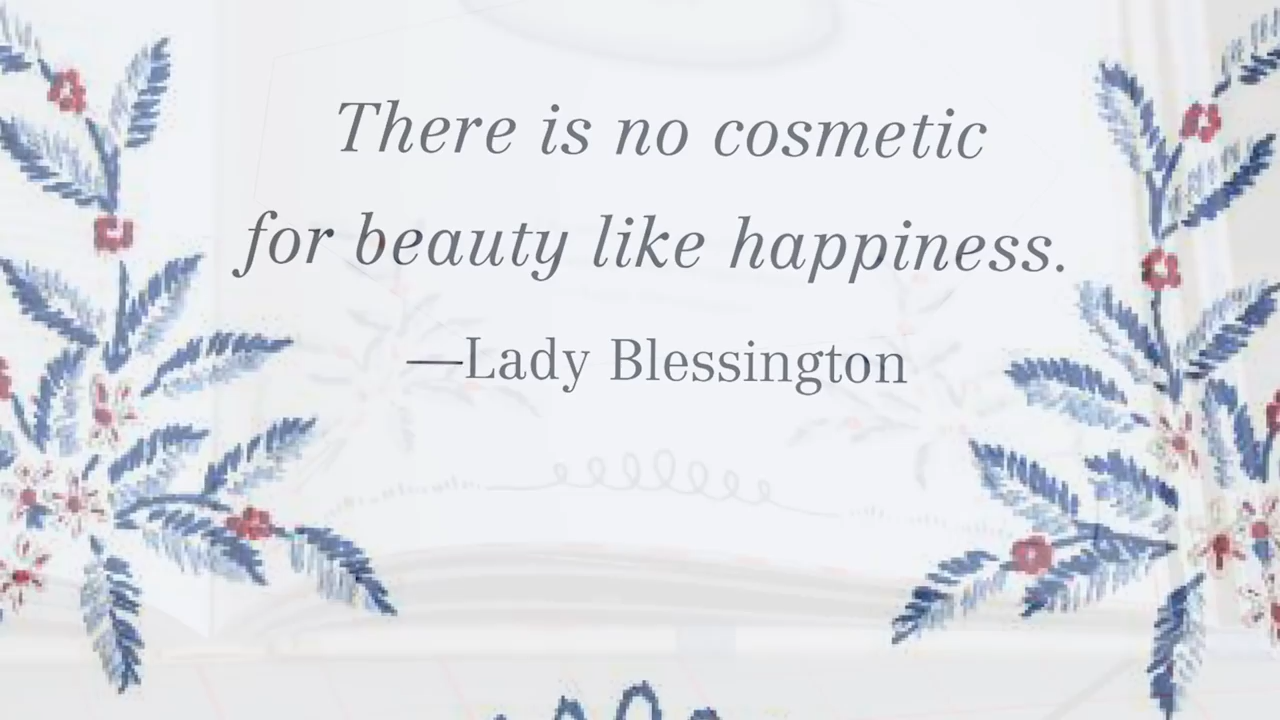 There is no cosmetic
for beauty like happiness.
—Lady Blessington